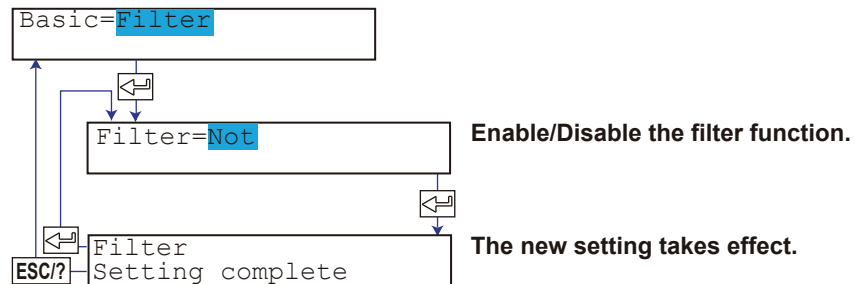 Basic=Filter
Filter=Not
Enable/Disable the filter function.
Filter
Setting complete
The new setting takes effect.
ESC/?